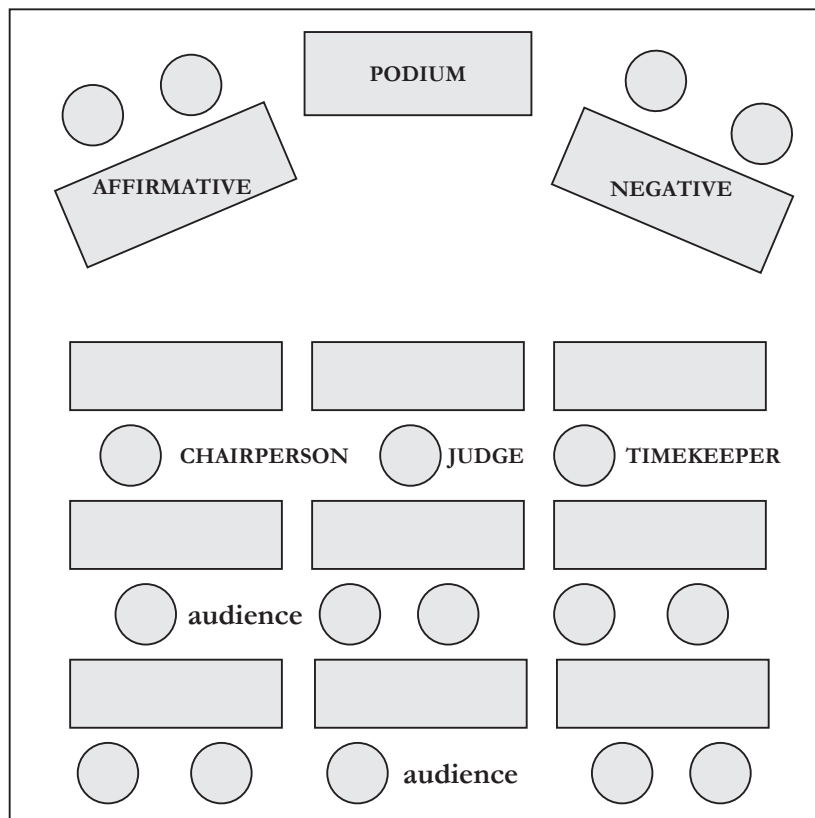 PODIUM
AFFIRMATIVE
NEGATIVE
CHAIRPERSON
JUDGE
TIMEKEEPER
audience
audience